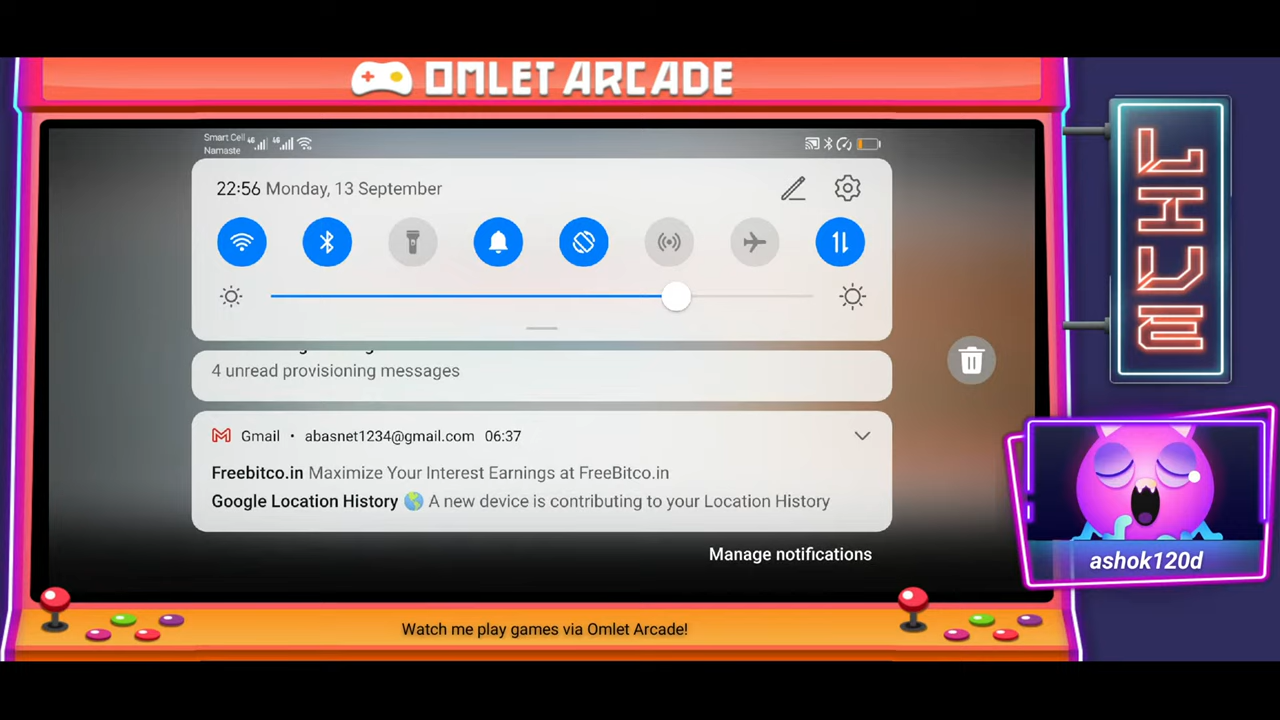 OMLET ARCADE
Smart Cell
Namaste
4G 4G
22:56 Monday, 13 September
4 unread provisioning messages
Gmail • abasnet1234@gmail.com 06:37
Freebitco.in Maximize Your Interest Earnings at FreeBitco.in
Google Location History 🌎 A new device is contributing to your Location History
Manage notifications
Watch me play games via Omlet Arcade!
LIVE
ashok120d